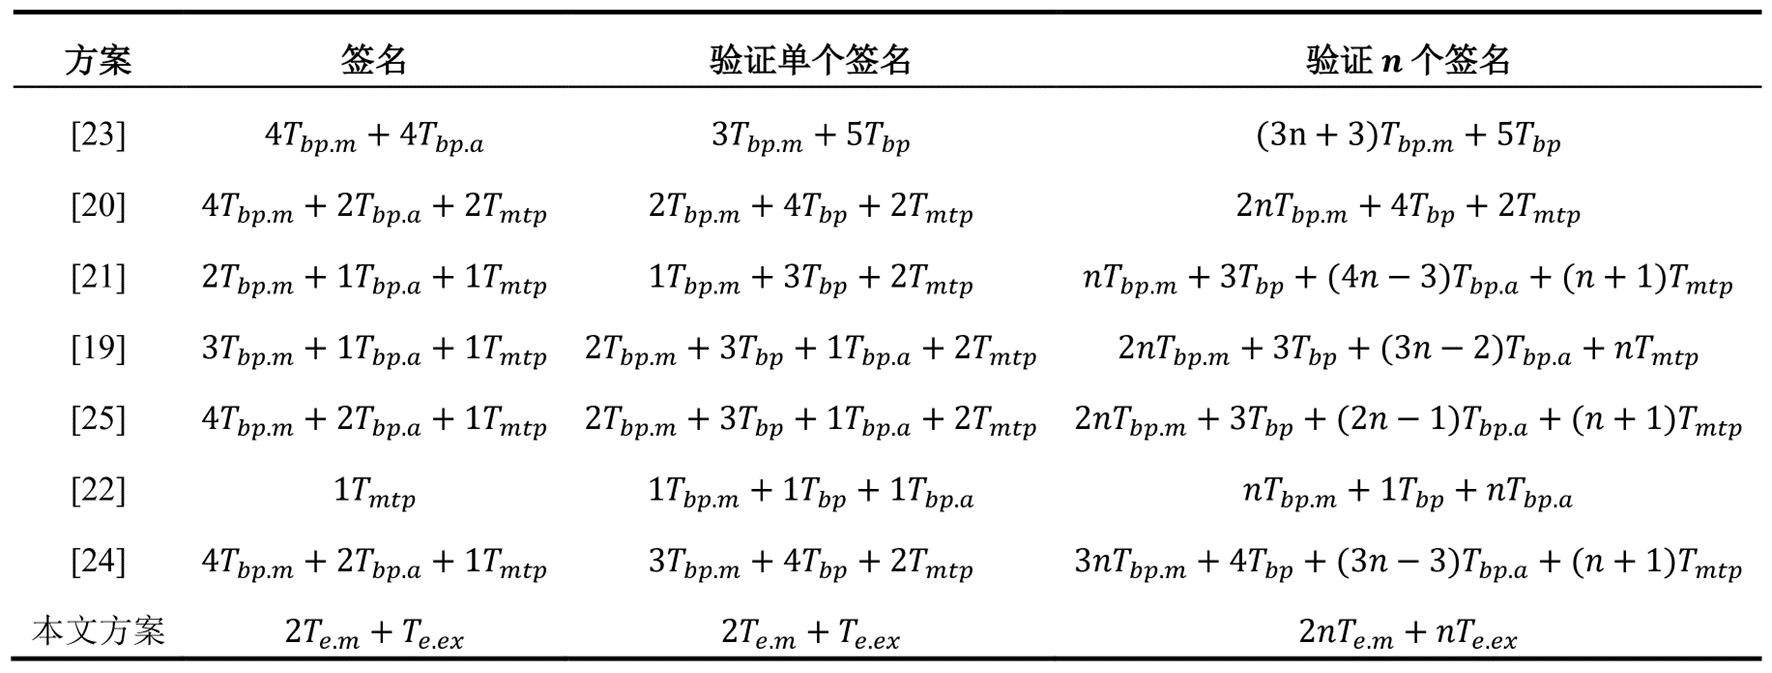 方案 签名 验证单个签名 验证 n 个签名
[23] 4T_{bp.m} + 4T_{bp.a} 3T_{bp.m} + 5T_{bp} (3n + 3)T_{bp.m} + 5T_{bp}
[20] 4T_{bp.m} + 2T_{bp.a} + 2T_{mtp} 2T_{bp.m} + 4T_{bp} + 2T_{mtp} 2nT_{bp.m} + 4T_{bp} + 2T_{mtp}
[21] 2T_{bp.m} + 1T_{bp.a} + 1T_{mtp} 1T_{bp.m} + 3T_{bp} + 2T_{mtp} nT_{bp.m} + 3T_{bp} + (4n − 3)T_{bp.a} + (n + 1)T_{mtp}
[19] 3T_{bp.m} + 1T_{bp.a} + 1T_{mtp} 2T_{bp.m} + 3T_{bp} + 1T_{bp.a} + 2T_{mtp} 2nT_{bp.m} + 3T_{bp} + (3n − 2)T_{bp.a} + nT_{mtp}
[25] 4T_{bp.m} + 2T_{bp.a} + 1T_{mtp} 2T_{bp.m} + 3T_{bp} + 1T_{bp.a} + 2T_{mtp} 2nT_{bp.m} + 3T_{bp} + (2n − 1)T_{bp.a} + (n + 1)T_{mtp}
[22] 1T_{mtp} 1T_{bp.m} + 1T_{bp} + 1T_{bp.a} nT_{bp.m} + 1T_{bp} + nT_{bp.a}
[24] 4T_{bp.m} + 2T_{bp.a} + 1T_{mtp} 3T_{bp.m} + 4T_{bp} + 2T_{mtp} 3nT_{bp.m} + 4T_{bp} + (3n − 3)T_{bp.a} + (n + 1)T_{mtp}
本文方案 2T_{e.m} + T_{e.ex} 2T_{e.m} + T_{e.ex} 2nT_{e.m} + nT_{e.ex}